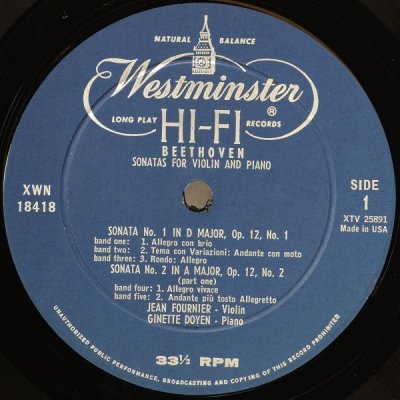 NATURAL BALANCE
Westminster
LONG PLAY HI-FI RECORDS ®
BEETHOVEN
SONATAS FOR VIOLIN AND PIANO
XWN
18418
SIDE
1
XTV 25891
Made in USA
SONATA No. 1 IN D MAJOR, Op. 12, No. 1
band one: 1. Allegro con brio
band two: 2. Tema con Variazioni: Andante con moto
band three: 3. Rondo: Allegro
SONATA No. 2 IN A MAJOR, Op. 12, No. 2
(part one)
band four: 1. Allegro vivace
band five: 2. Andante più tosto Allegretto
JEAN FOURNIER - Violin
GINETTE DOYEN - Piano
33⅓ RPM
UNAUTHORIZED PUBLIC PERFORMANCE, BROADCASTING AND COPYING OF THIS RECORD PROHIBITED